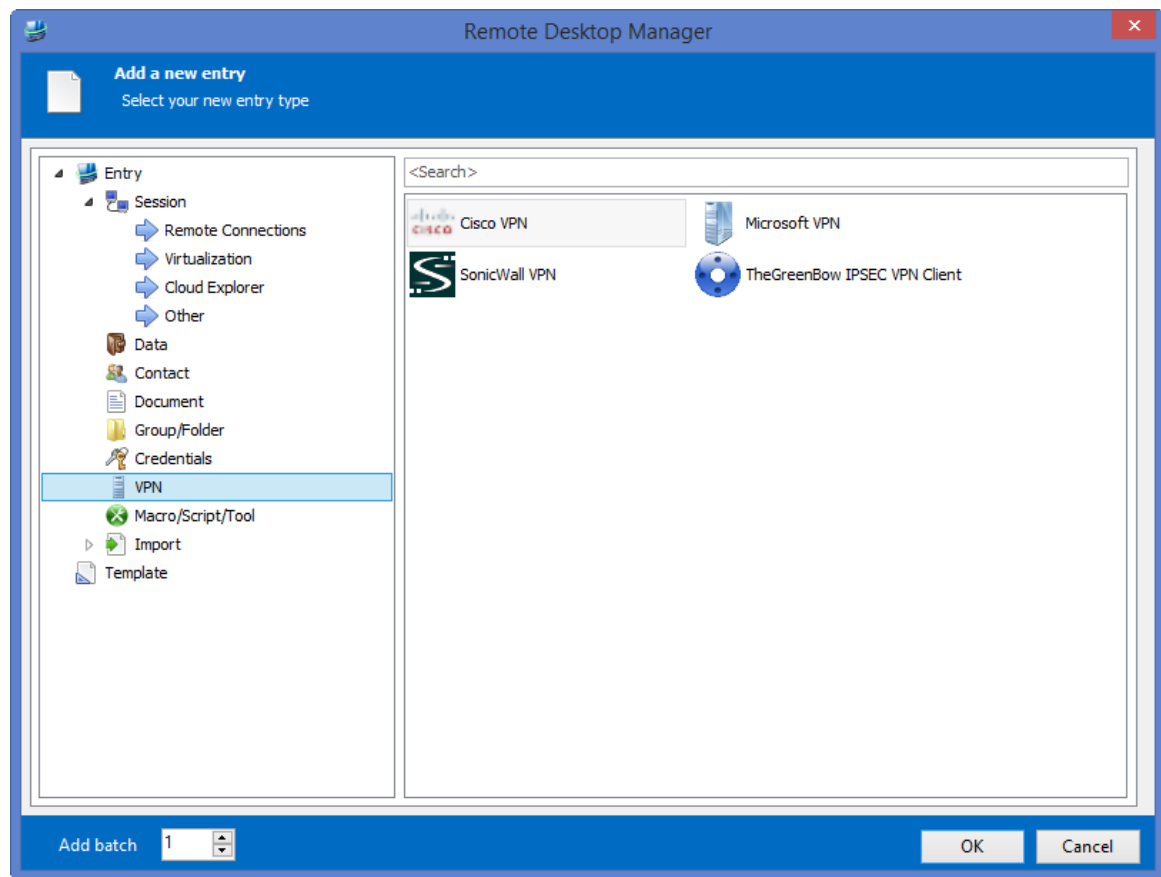 Remote Desktop Manager
Add a new entry
Select your new entry type
Entry
Session
Remote Connections
Virtualization
Cloud Explorer
Other
Data
Contact
Document
Group/Folder
Credentials
VPN
Macro/Script/Tool
Import
Template
<Search>
CISCO Cisco VPN
Microsoft VPN
SonicWall VPN
TheGreenBow IPSEC VPN Client
Add batch 1
OK
Cancel